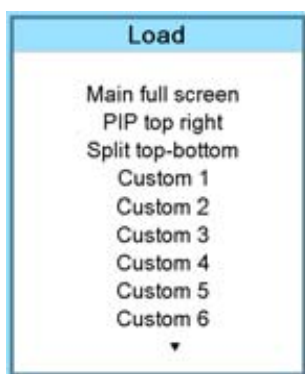 Load
Main full screen
PIP top right
Split top-bottom
Custom 1
Custom 2
Custom 3
Custom 4
Custom 5
Custom 6